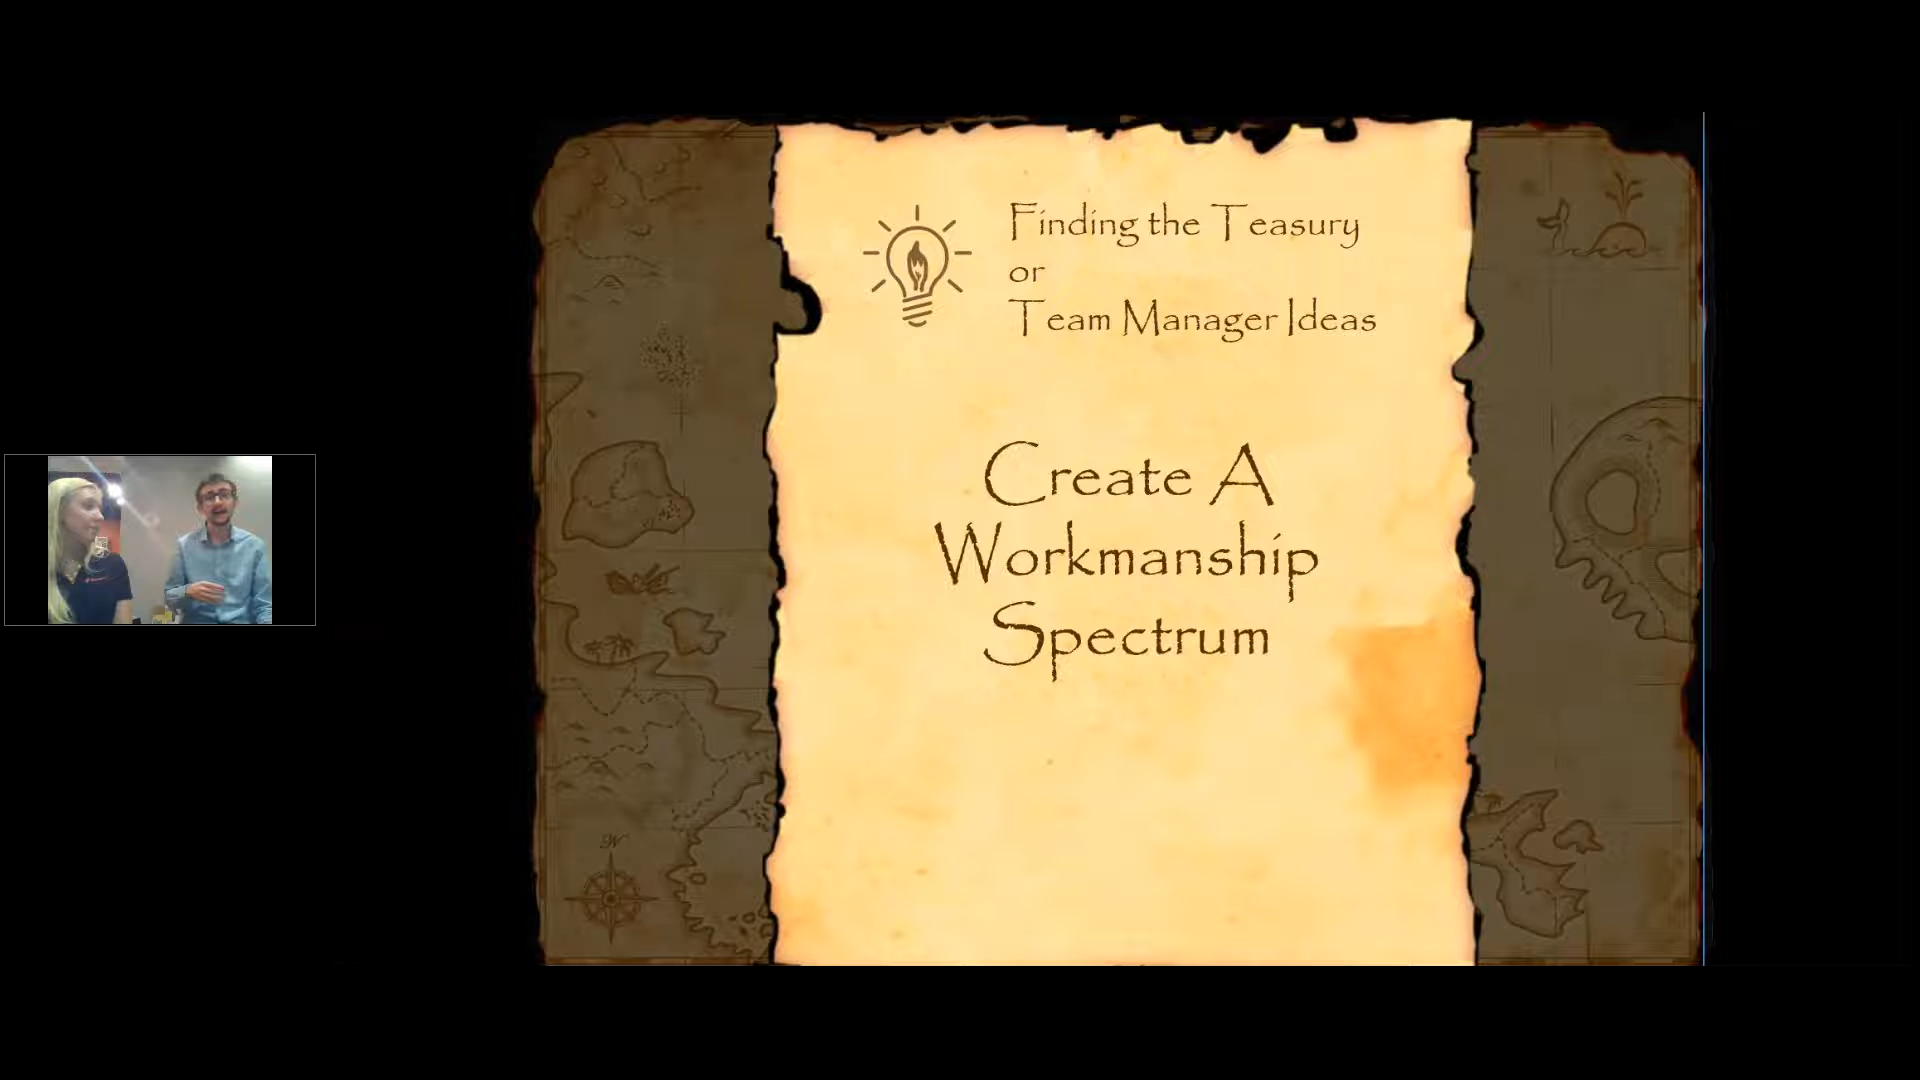 Finding the Teasury
or
Team Manager Ideas
Create A
Workmanship
Spectrum
N